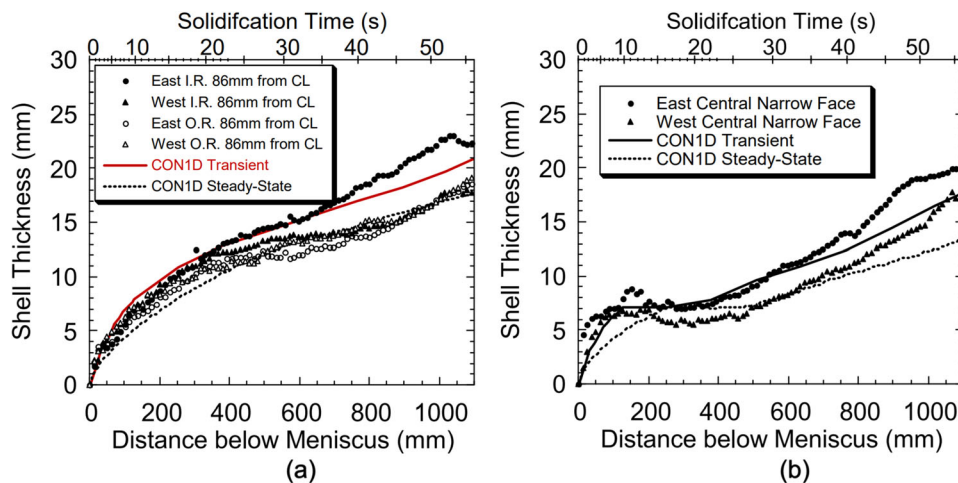 (a)
Solidifcation Time (s)
0 10 20 30 40 50
30
25
20
15
10
5
0
Shell Thickness (mm)
East I.R. 86mm from CL
West I.R. 86mm from CL
East O.R. 86mm from CL
West O.R. 86mm from CL
CON1D Transient
CON1D Steady-State
0 200 400 600 800 1000
Distance below Meniscus (mm)
(a)
(b)
Solidifcation Time (s)
0 10 20 30 40 50
30
25
20
15
10
5
0
Shell Thickness (mm)
East Central Narrow Face
West Central Narrow Face
CON1D Transient
CON1D Steady-State
0 200 400 600 800 1000
Distance below Meniscus (mm)
(b)